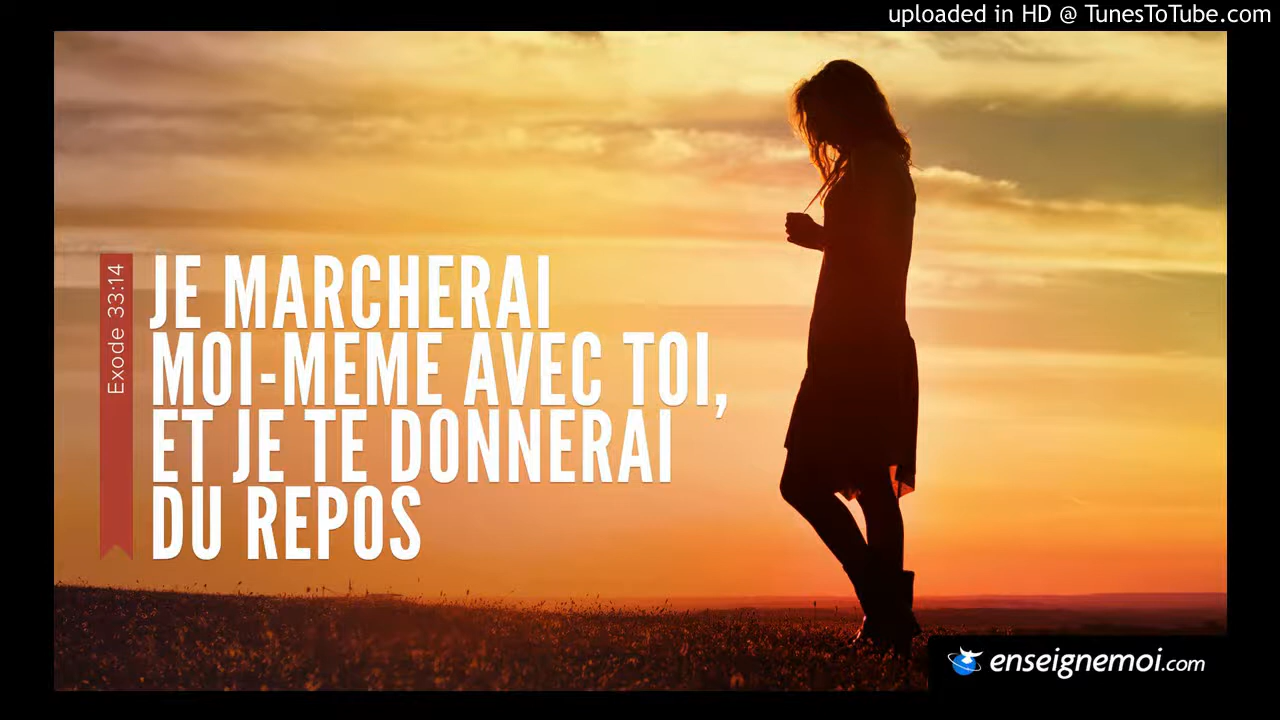 uploaded in HD @ TunesToTube.com
Exode 33:14
JE MARCHERAI
MOI-MEME AVEC TOI,
ET JE TE DONNERAI
DU REPOS
enseignemoi.com